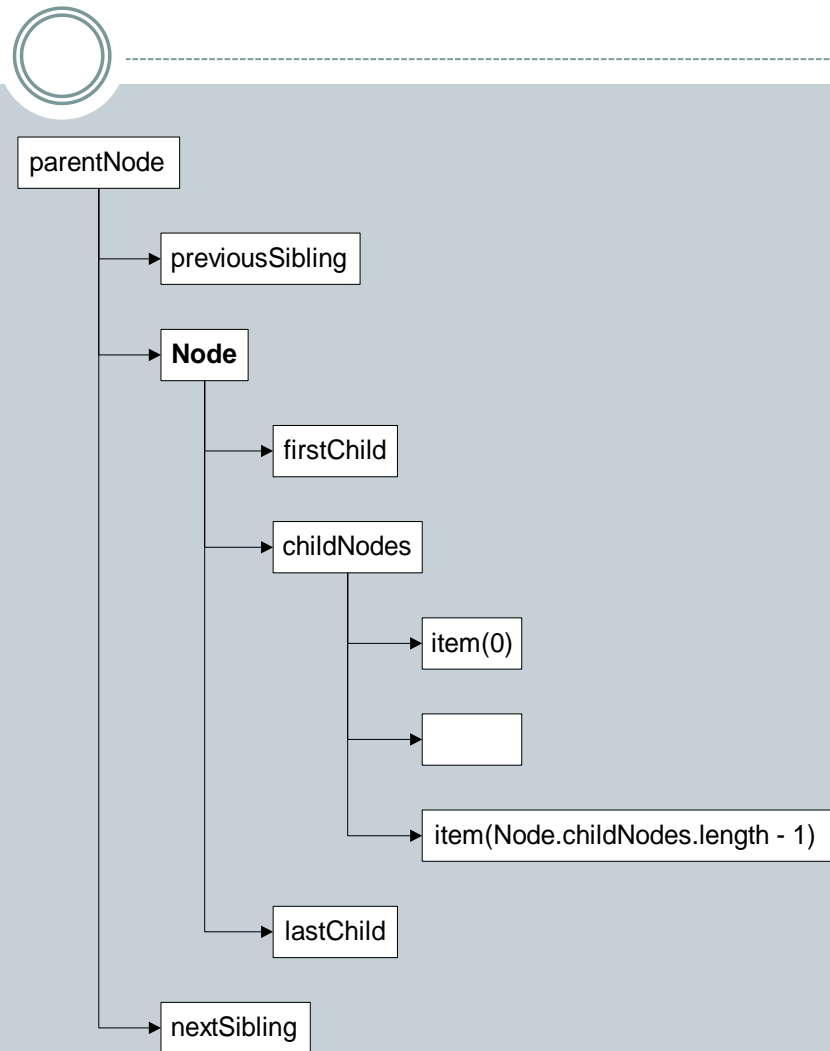 parentNode
previousSibling
Node
firstChild
childNodes
item(0)
item(Node.childNodes.length - 1)
lastChild
nextSibling